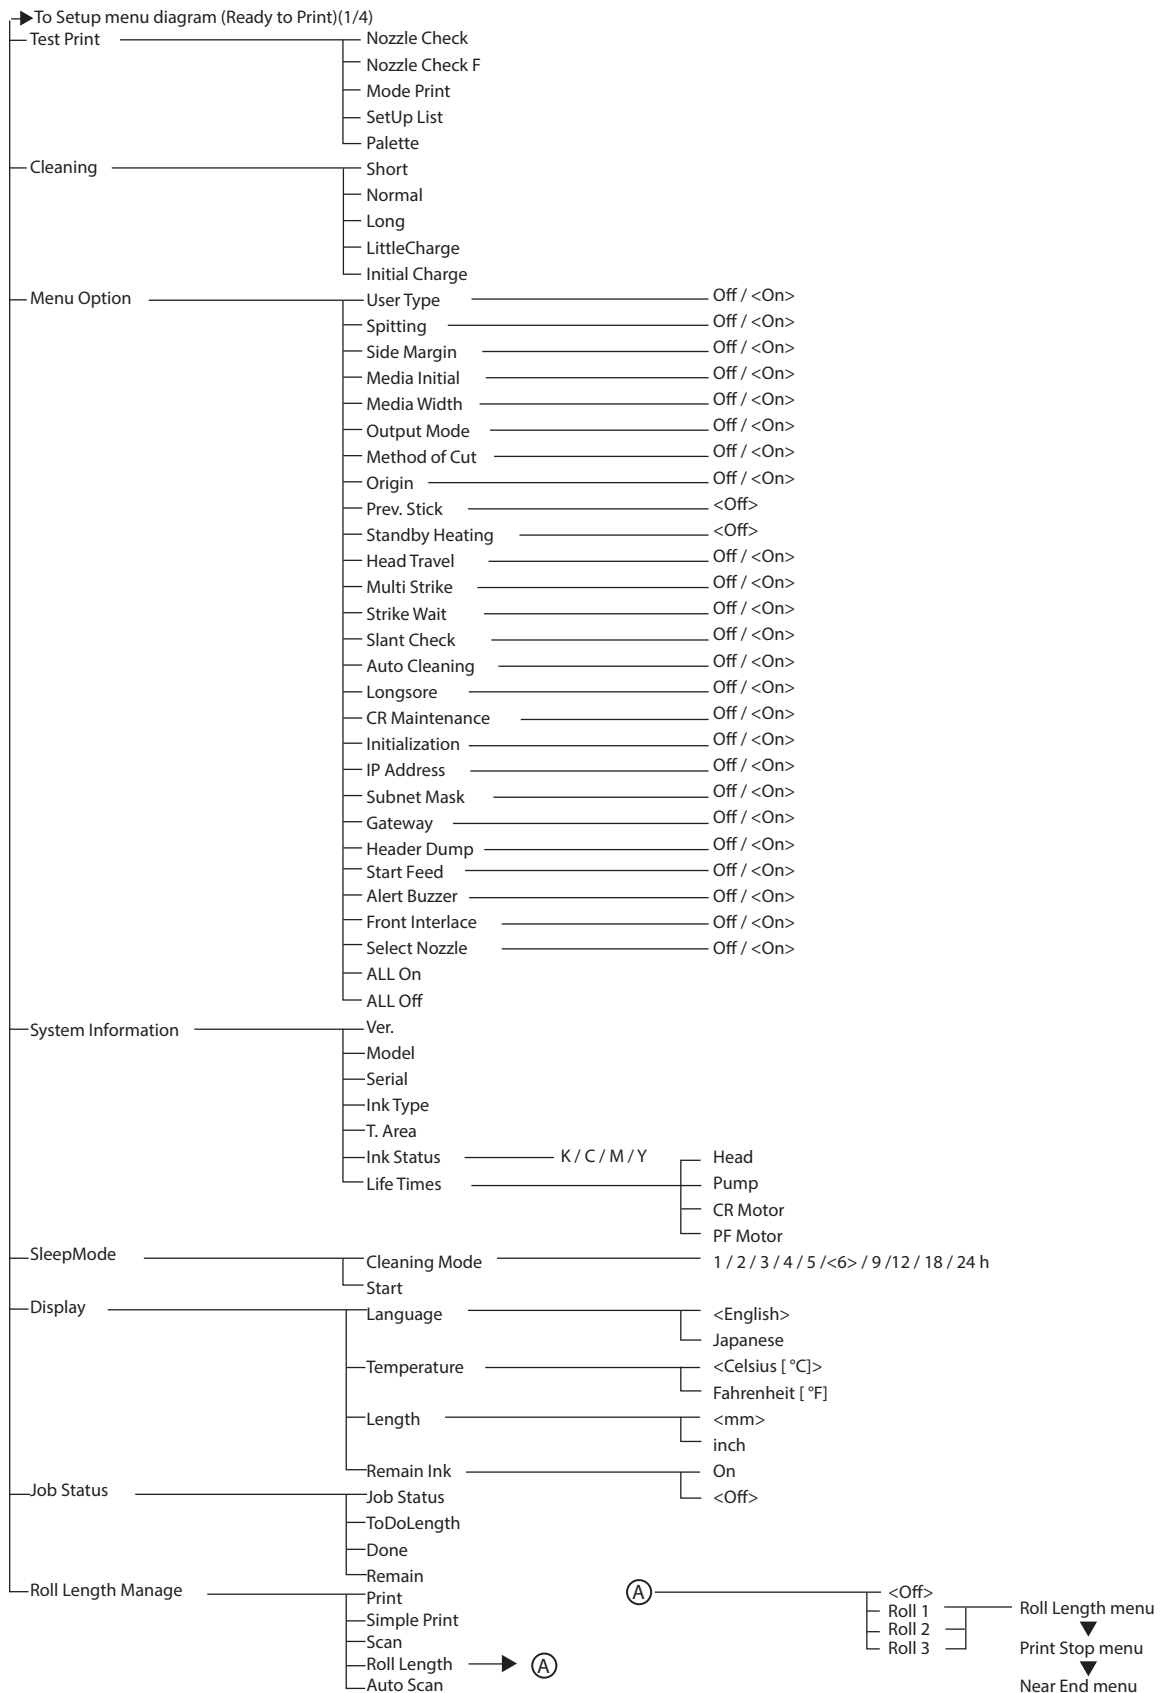 To Setup menu diagram (Ready to Print)(1/4)
Test Print
Nozzle Check
Nozzle Check F
Mode Print
SetUp List
Palette
Cleaning
Short
Normal
Long
LittleCharge
Initial Charge
Menu Option
User Type Off / <On>
Spitting Off / <On>
Side Margin Off / <On>
Media Initial Off / <On>
Media Width Off / <On>
Output Mode Off / <On>
Method of Cut Off / <On>
Origin Off / <On>
Prev. Stick <Off>
Standby Heating <Off>
Head Travel Off / <On>
Multi Strike Off / <On>
Strike Wait Off / <On>
Slant Check Off / <On>
Auto Cleaning Off / <On>
Longsore Off / <On>
CR Maintenance Off / <On>
Initialization Off / <On>
IP Address Off / <On>
Subnet Mask Off / <On>
Gateway Off / <On>
Header Dump Off / <On>
Start Feed Off / <On>
Alert Buzzer Off / <On>
Front Interlace Off / <On>
Select Nozzle Off / <On>
ALL On
ALL Off
System Information
Ver.
Model
Serial
Ink Type
T. Area
Ink Status K / C / M / Y
Life Times
Head
Pump
CR Motor
PF Motor
SleepMode
Cleaning Mode 1 / 2 / 3 / 4 / 5 /<6> / 9 /12 / 18 / 24 h
Start
Display
Language
<English>
Japanese
Temperature
<Celsius [ °C]>
Fahrenheit [ °F]
Length
<mm>
inch
Remain Ink
On
<Off>
Job Status
Job Status
ToDoLength
Done
Remain
Roll Length Manage
Print
Simple Print
Scan
Roll Length A
Auto Scan
A
<Off>
Roll 1
Roll 2
Roll 3
Roll Length menu
Print Stop menu
Near End menu